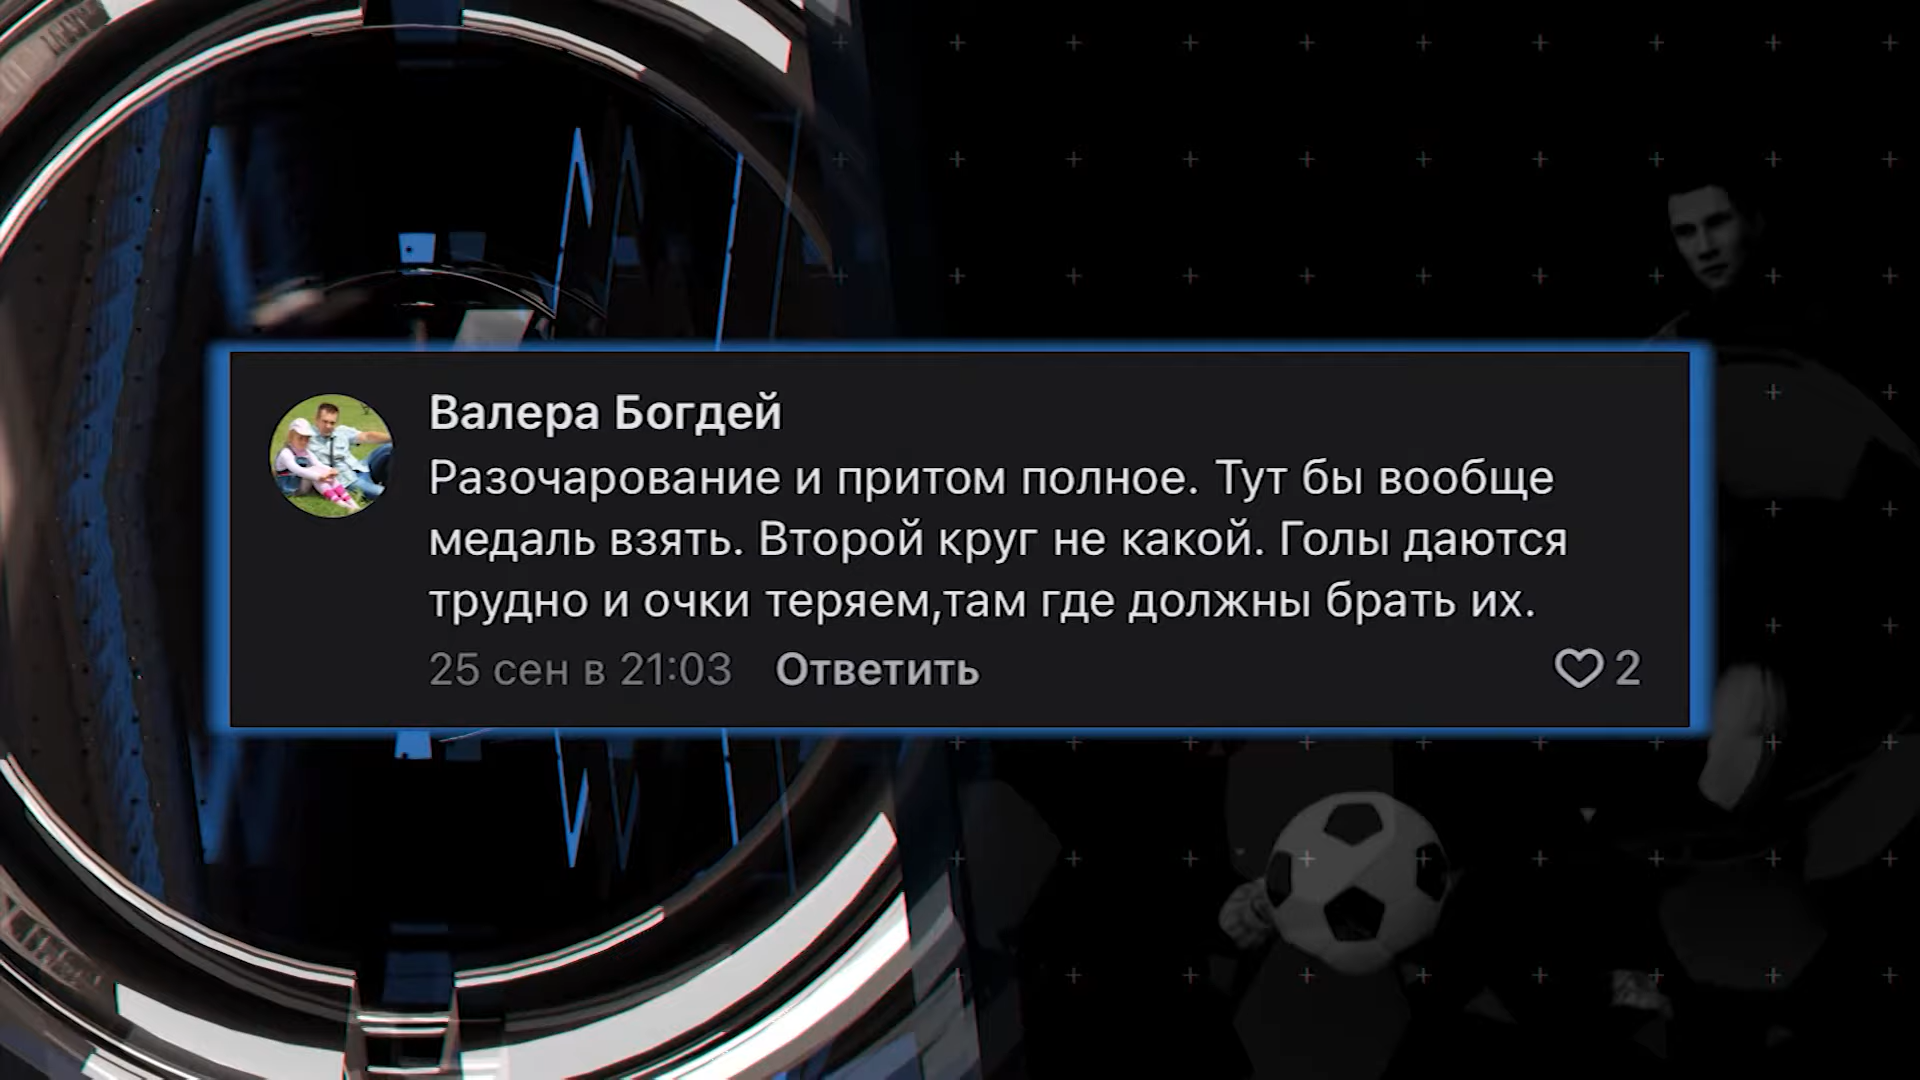 Валера Богдей
Разочарование и притом полное. Тут бы вообще
медаль взять. Второй круг не какой. Голы даются
трудно и очки теряем,там где должны брать их.
25 сен в 21:03 Ответить 2